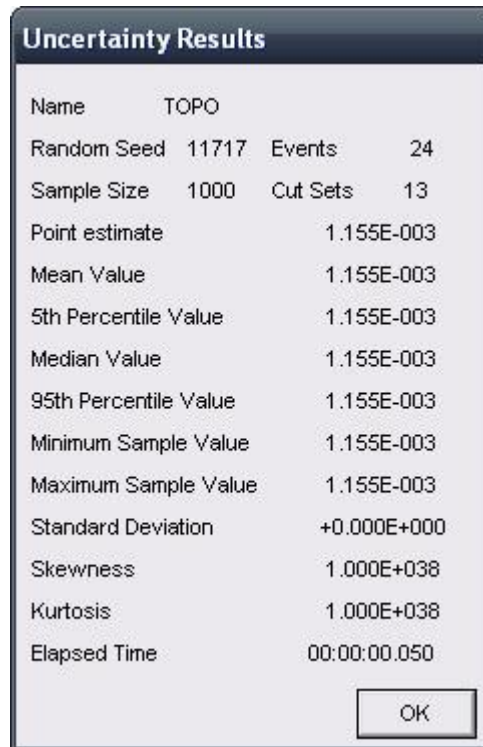 Uncertainty Results
Name TOPO
Random Seed 11717 Events 24
Sample Size 1000 Cut Sets 13
Point estimate 1.155E-003
Mean Value 1.155E-003
5th Percentile Value 1.155E-003
Median Value 1.155E-003
95th Percentile Value 1.155E-003
Minimum Sample Value 1.155E-003
Maximum Sample Value 1.155E-003
Standard Deviation +0.000E+000
Skewness 1.000E+038
Kurtosis 1.000E+038
Elapsed Time 00:00:00.050
OK